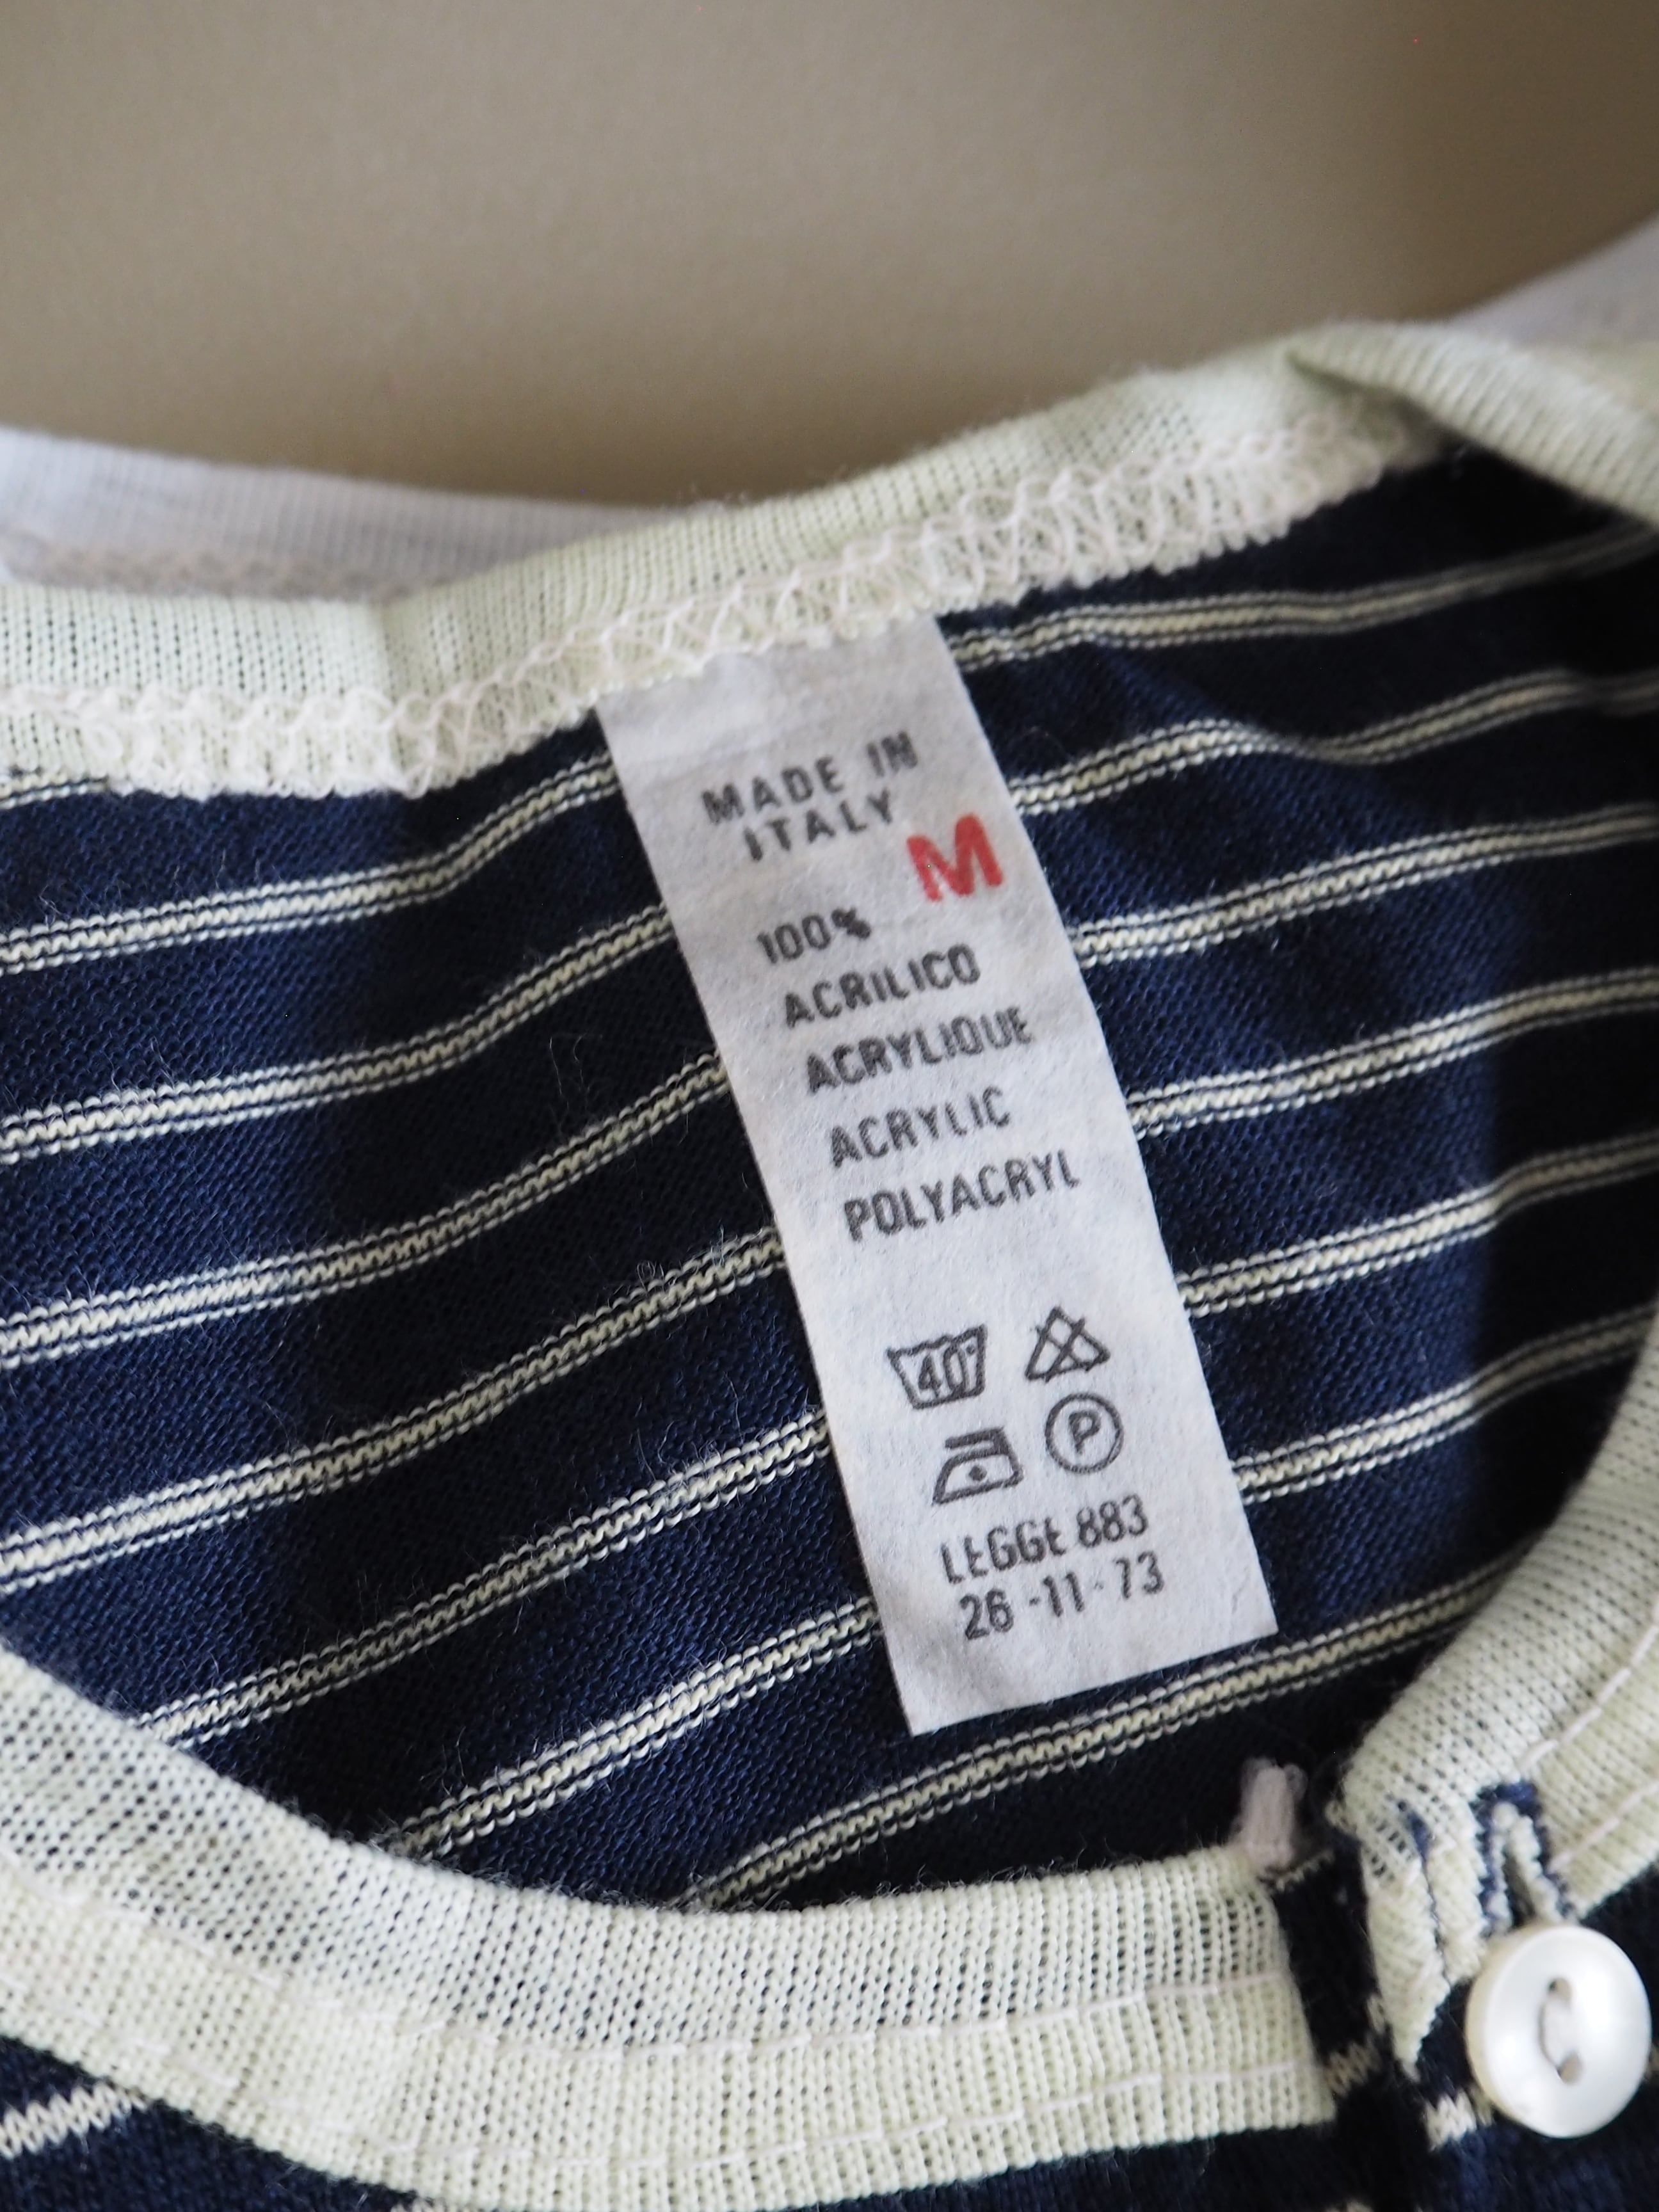 MADE IN
ITALY
M
100%
ACRILICO
ACRYLIQUE
ACRYLIC
POLYACRYL
40°
P
LEGGE 883
26-11-73